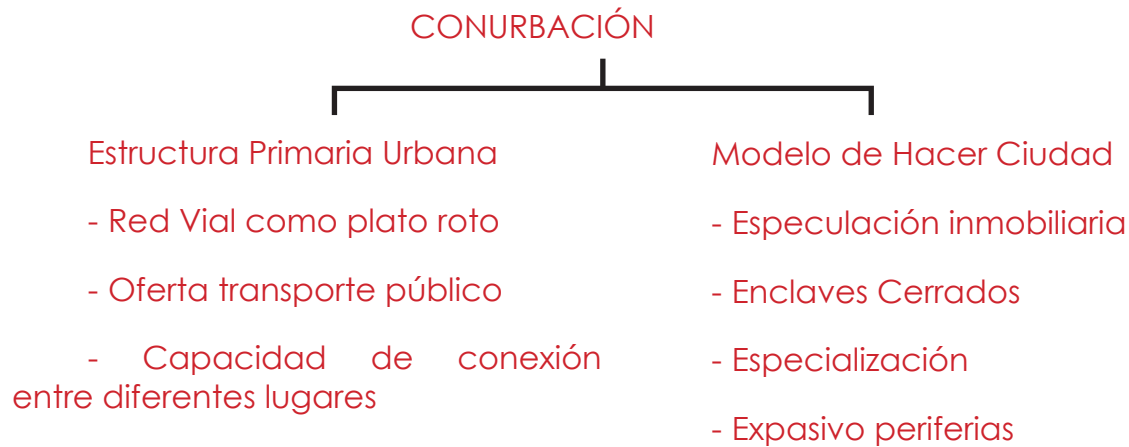 CONURBACIÓN
Estructura Primaria Urbana
- Red Vial como plato roto
- Oferta transporte público
- Capacidad de conexión
entre diferentes lugares
Modelo de Hacer Ciudad
- Especulación inmobiliaria
- Enclaves Cerrados
- Especialización
- Expasivo periferias